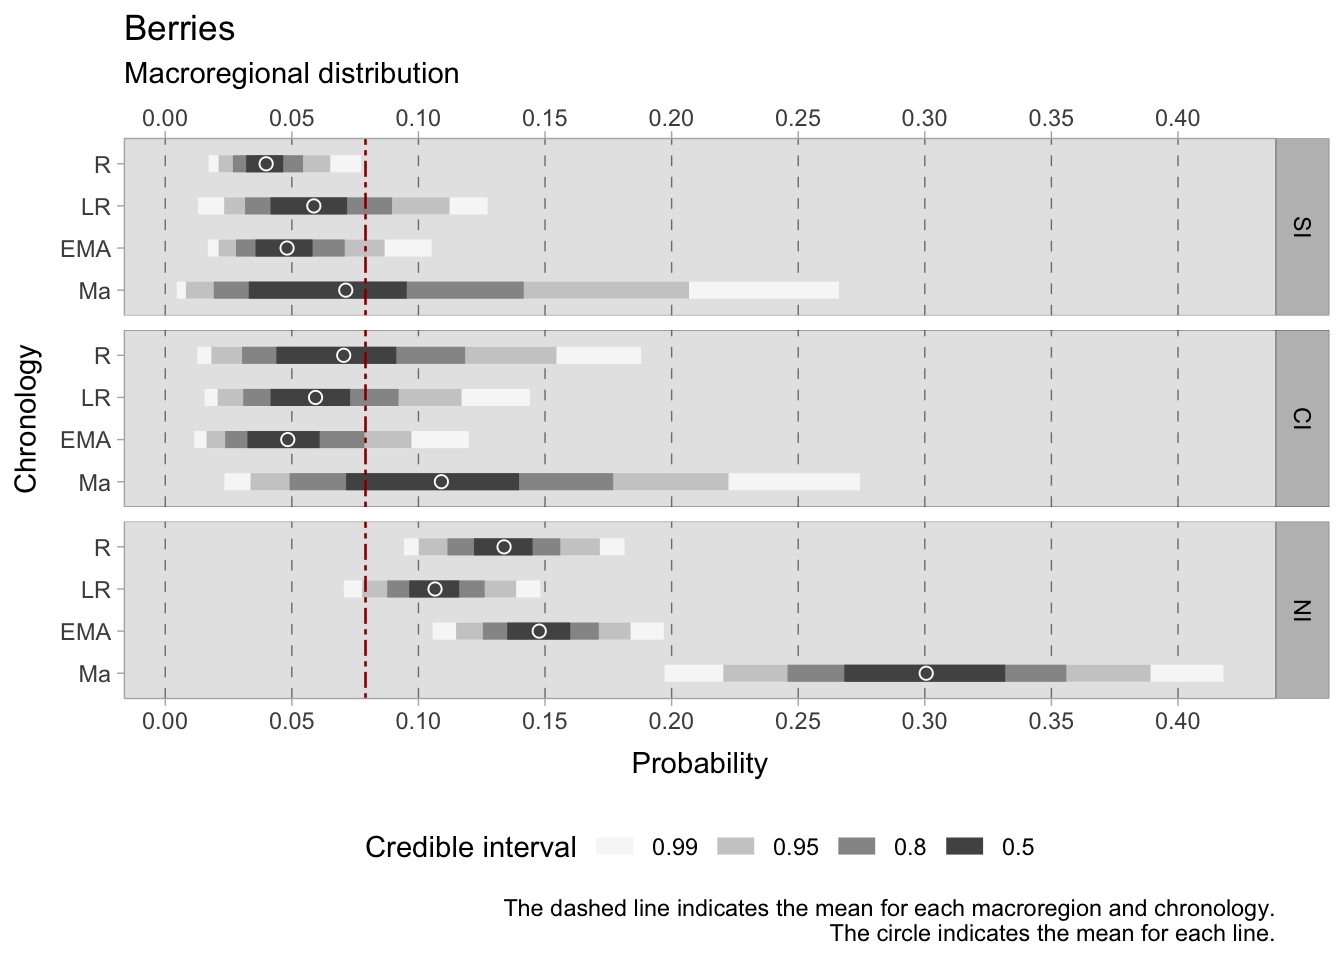 Berries
Macroregional distribution
0.00 0.05 0.10 0.15 0.20 0.25 0.30 0.35 0.40
R
LR
EMA
Ma
SI
R
LR
EMA
Ma
CI
R
LR
EMA
Ma
NI
Chronology
0.00 0.05 0.10 0.15 0.20 0.25 0.30 0.35 0.40
Probability
Credible interval 0.99 0.95 0.8 0.5
The dashed line indicates the mean for each macroregion and chronology.
The circle indicates the mean for each line.